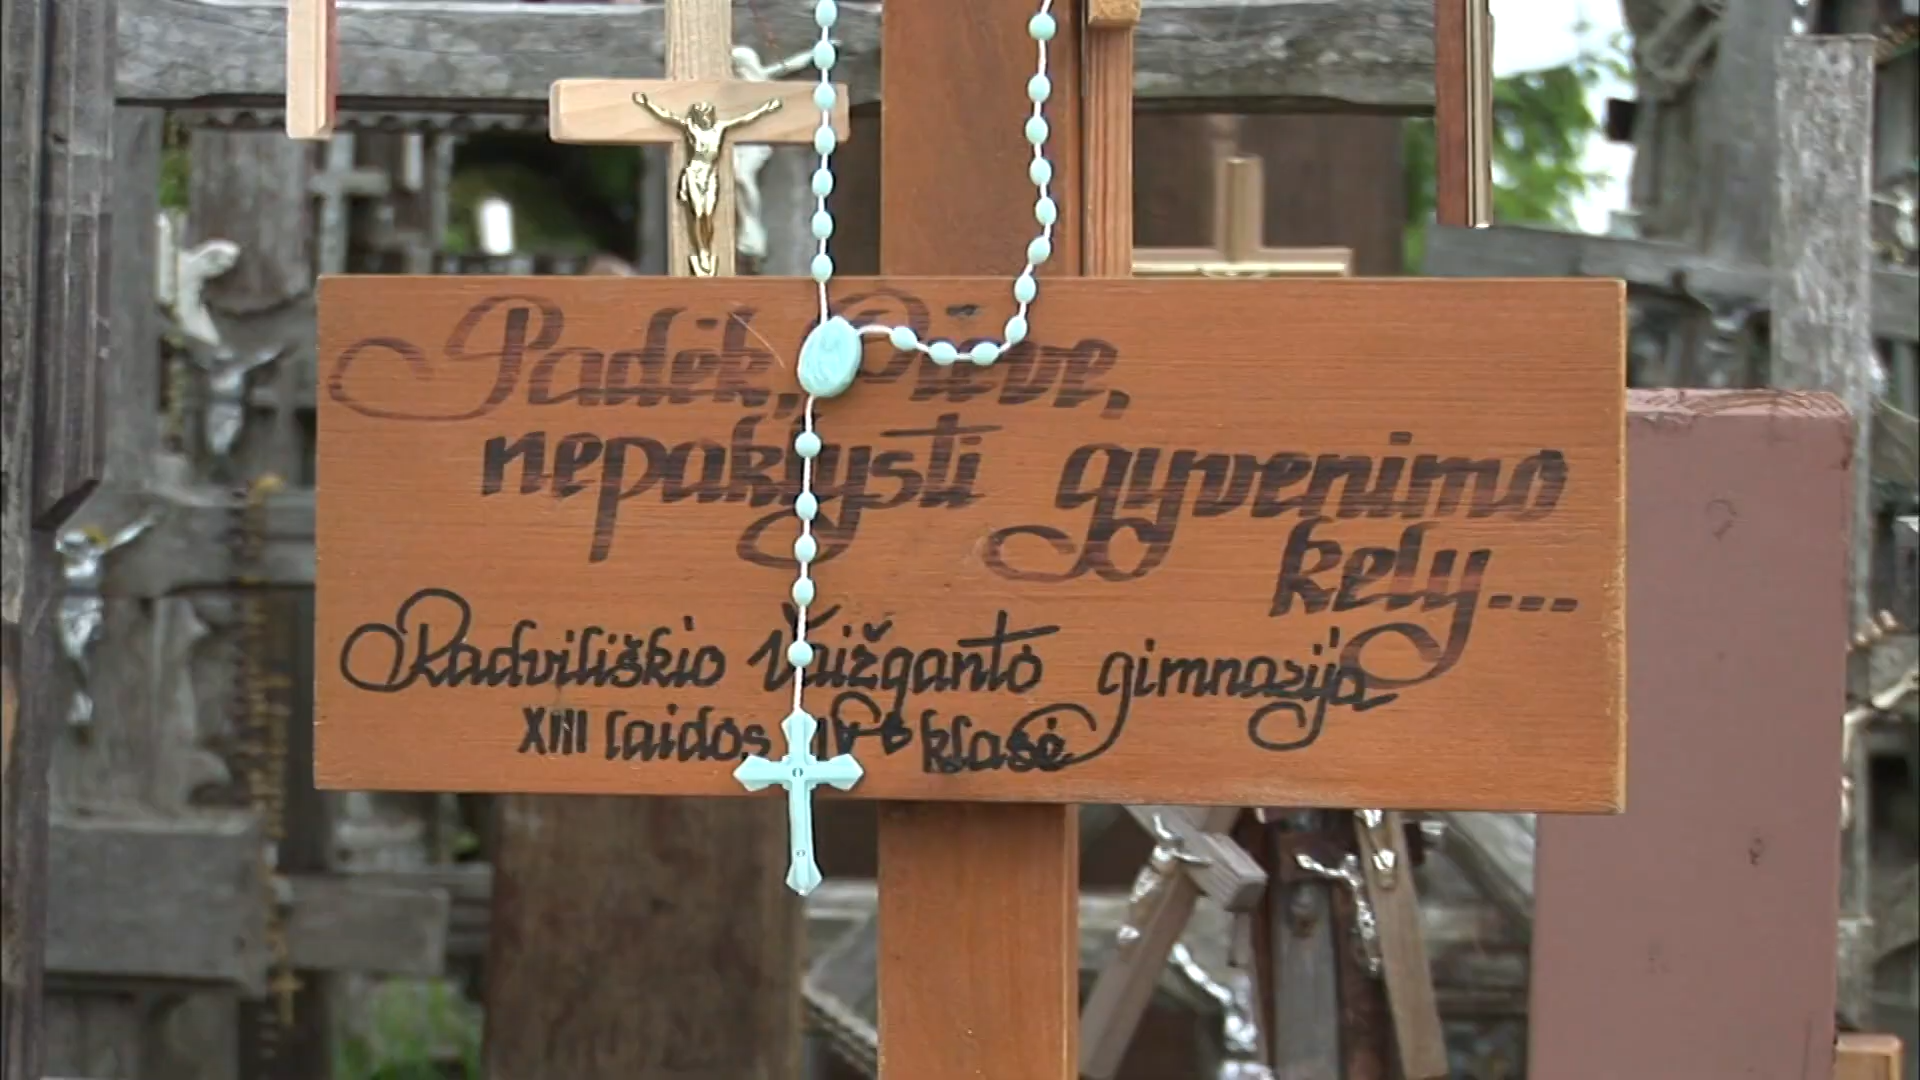 Padėk, Dieve,
nepaklysti gyvenimo
kely...
Radviliškio Vaižganto gimnazija
XIII laidos klasė